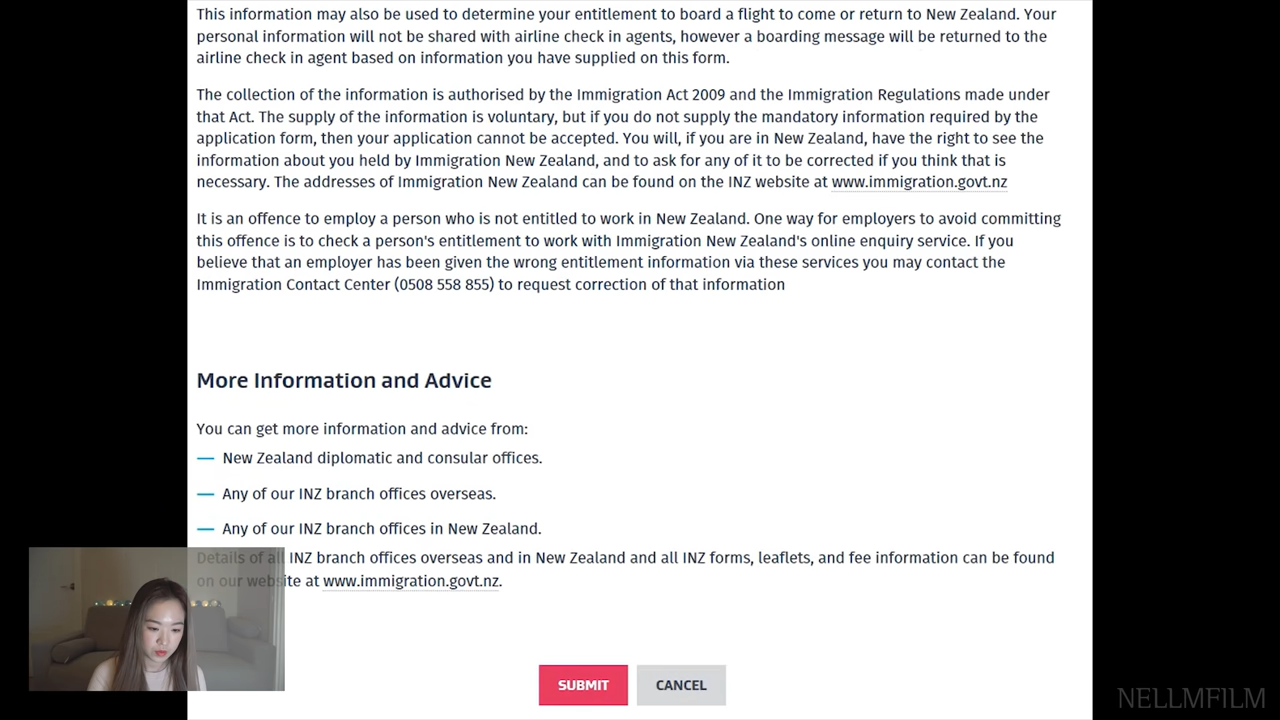 This information may also be used to determine your entitlement to board a flight to come or return to New Zealand. Your
personal information will not be shared with airline check in agents, however a boarding message will be returned to the
airline check in agent based on information you have supplied on this form.
The collection of the information is authorised by the Immigration Act 2009 and the Immigration Regulations made under
that Act. The supply of the information is voluntary, but if you do not supply the mandatory information required by the
application form, then your application cannot be accepted. You will, if you are in New Zealand, have the right to see the
information about you held by Immigration New Zealand, and to ask for any of it to be corrected if you think that is
necessary. The addresses of Immigration New Zealand can be found on the INZ website at www.immigration.govt.nz
It is an offence to employ a person who is not entitled to work in New Zealand. One way for employers to avoid committing
this offence is to check a person's entitlement to work with Immigration New Zealand's online enquiry service. If you
believe that an employer has been given the wrong entitlement information via these services you may contact the
Immigration Contact Center (0508 558 855) to request correction of that information
More Information and Advice
You can get more information and advice from:
— New Zealand diplomatic and consular offices.
— Any of our INZ branch offices overseas.
— Any of our INZ branch offices in New Zealand.
Details of all INZ branch offices overseas and in New Zealand and all INZ forms, leaflets, and fee information can be found
on our website at www.immigration.govt.nz.
SUBMIT CANCEL
NELLMFILM